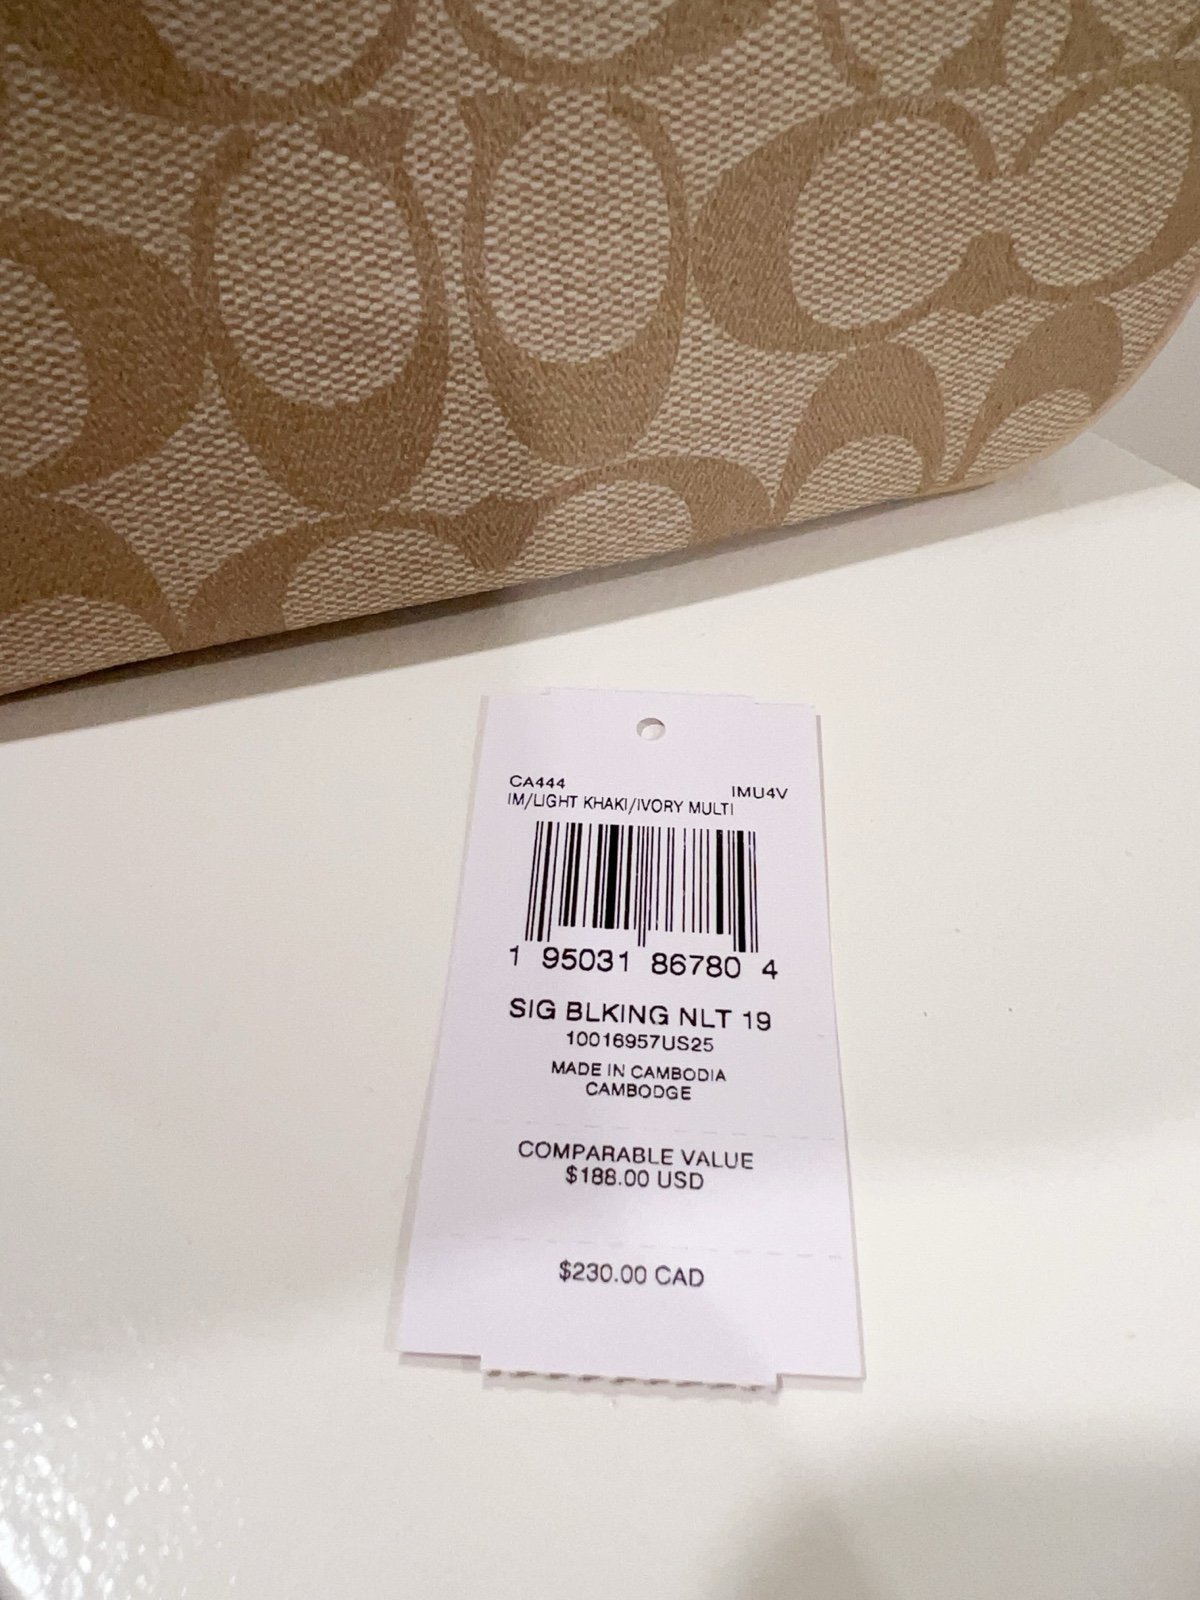 CA444 IMU4V
IM/LIGHT KHAKI/IVORY MULTI
1 95031 86780 4
SIG BLKING NLT 19
10016957US25
MADE IN CAMBODIA
CAMBODGE
COMPARABLE VALUE
$188.00 USD
$230.00 CAD